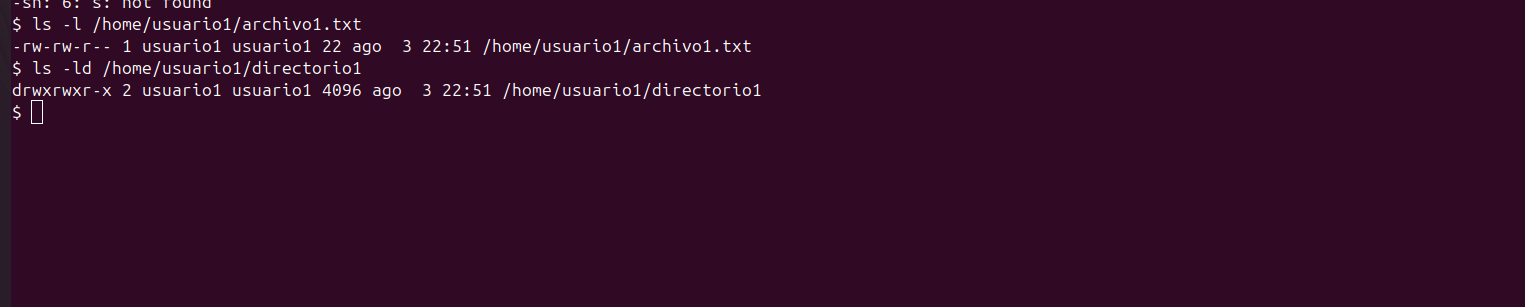 -sh: 6: s: not found
$ ls -l /home/usuario1/archivo1.txt
-rw-rw-r-- 1 usuario1 usuario1 22 ago  3 22:51 /home/usuario1/archivo1.txt
$ ls -ld /home/usuario1/directorio1
drwxrwxr-x 2 usuario1 usuario1 4096 ago  3 22:51 /home/usuario1/directorio1
$